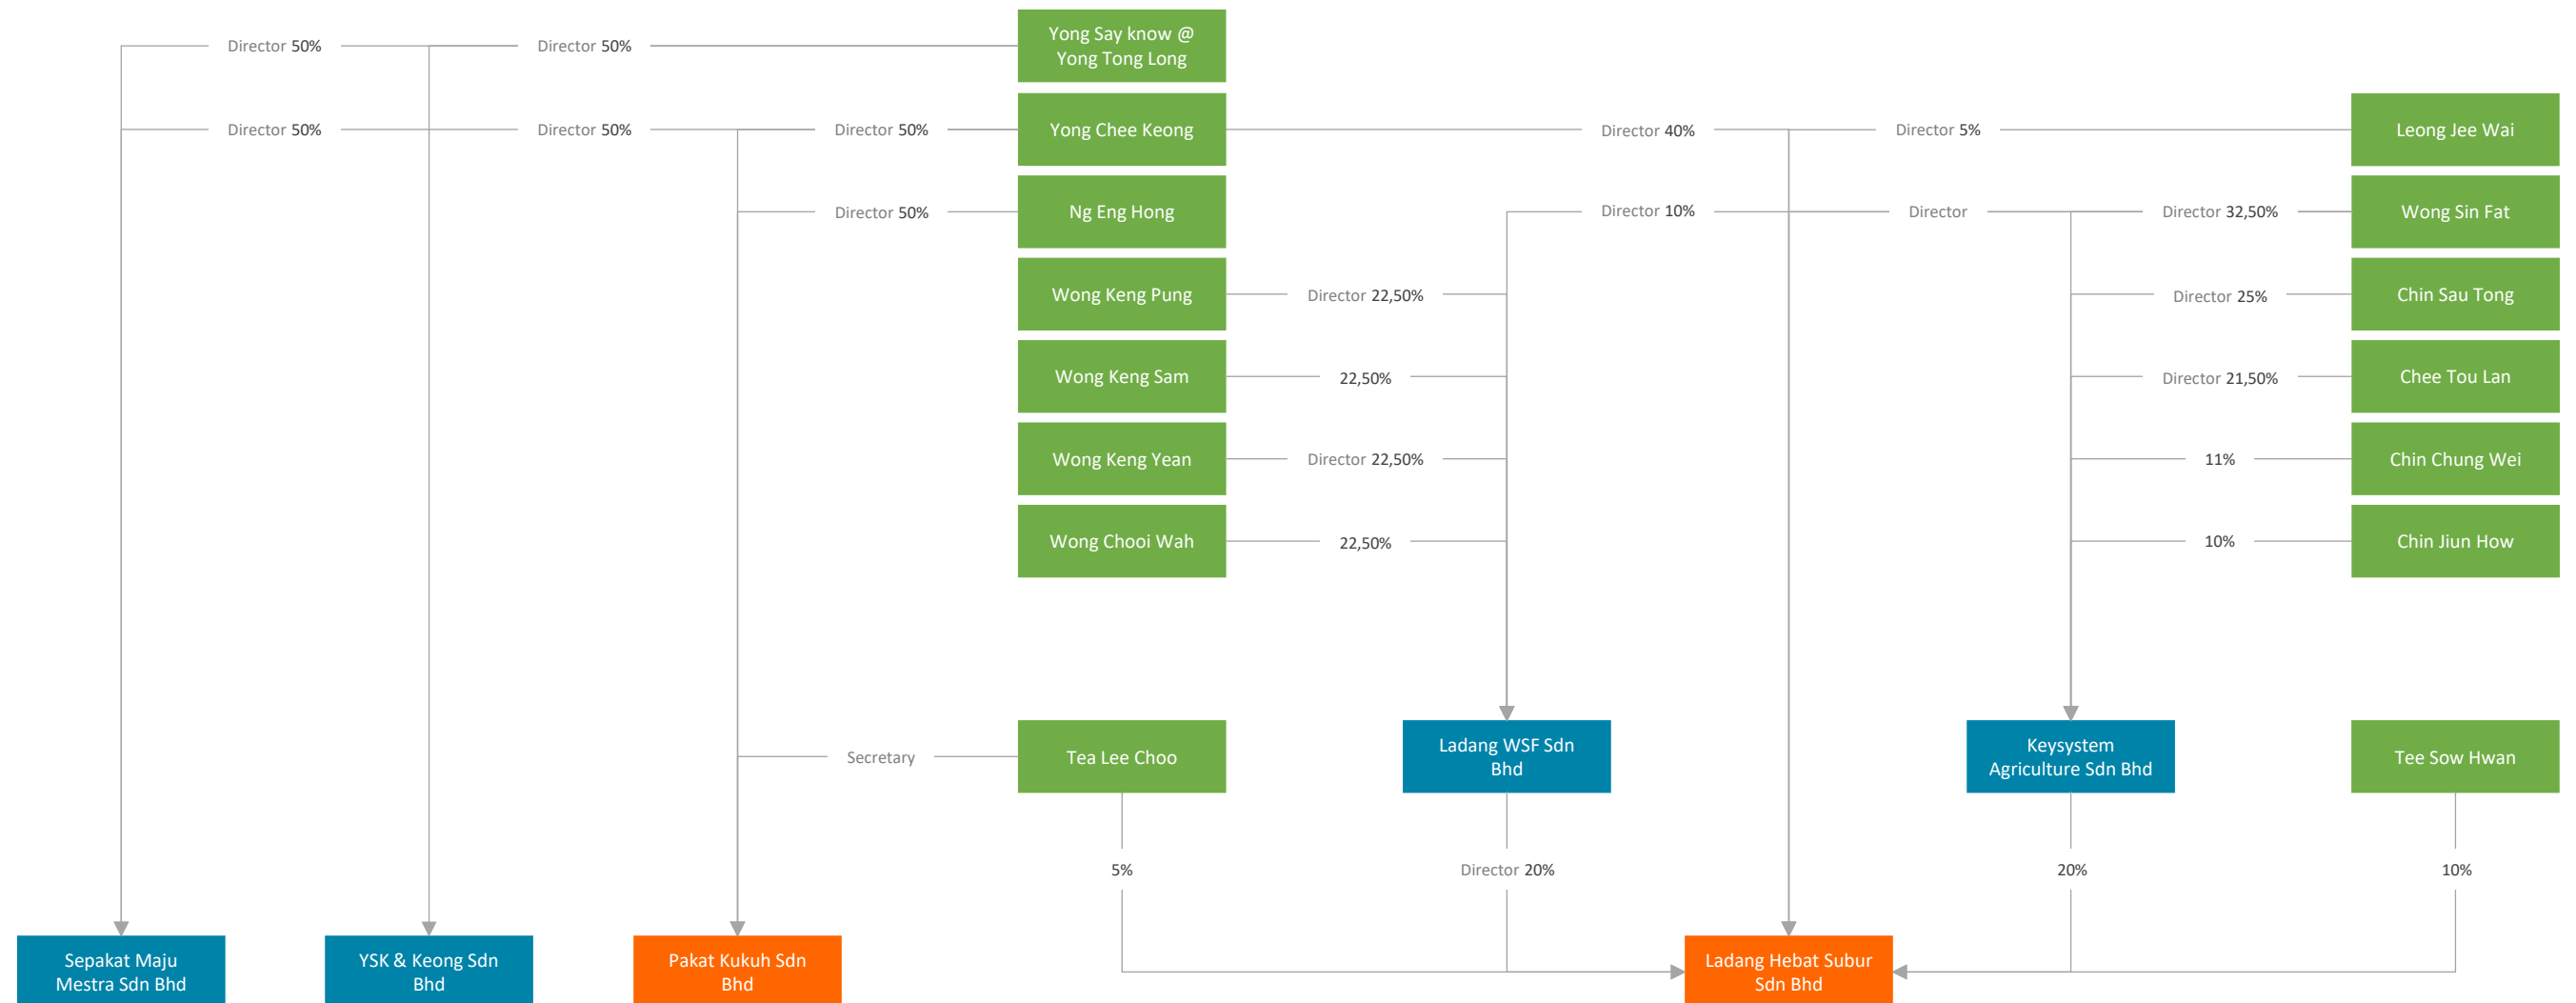 Yong Say know @
Yong Tong Long
Director 50%
Director 50%
Director 50%
Director 50%
Director 50%
Yong Chee Keong
Director 40%
Director 5%
Leong Jee Wai
Director 50%
Ng Eng Hong
Director 10%
Director
Director 32,50%
Wong Sin Fat
Wong Keng Pung
Director 22,50%
Director 25%
Chin Sau Tong
Wong Keng Sam
22,50%
Director 21,50%
Chee Tou Lan
Wong Keng Yean
Director 22,50%
11%
Chin Chung Wei
Wong Chooi Wah
22,50%
10%
Chin Jiun How
Secretary
Tea Lee Choo
Ladang WSF Sdn
Bhd
Keysystem
Agriculture Sdn Bhd
Tee Sow Hwan
5%
Director 20%
20%
10%
Sepakat Maju
Mestra Sdn Bhd
YSK & Keong Sdn
Bhd
Pakat Kukuh Sdn
Bhd
Ladang Hebat Subur
Sdn Bhd